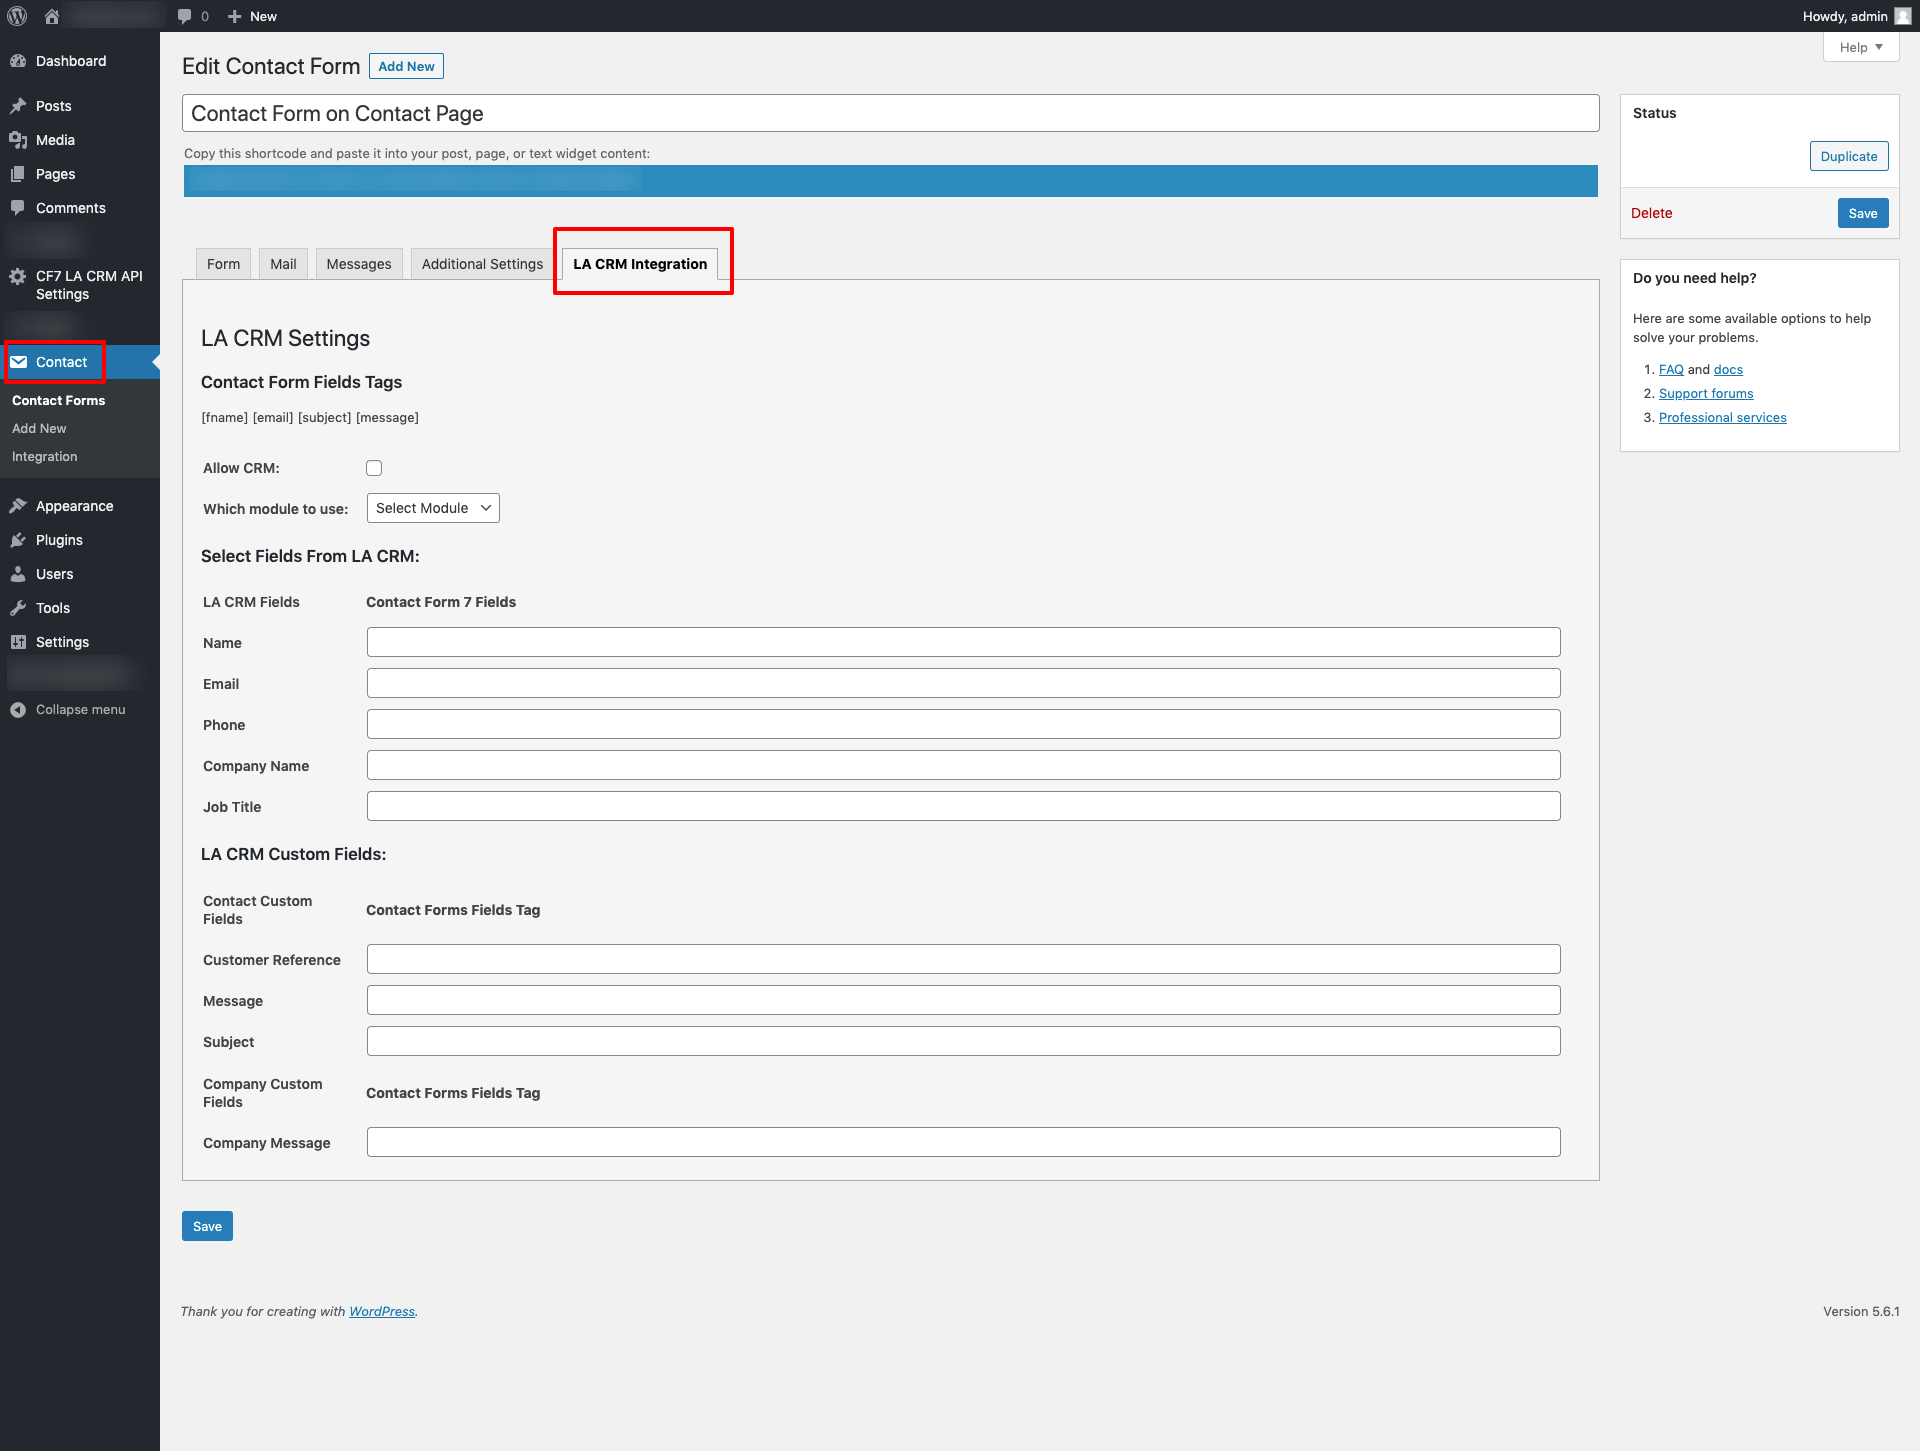 0
New
Howdy, admin
Help
Dashboard
Posts
Media
Pages
Comments
CF7 LA CRM API
Settings
Contact
Contact Forms
Add New
Integration
Appearance
Plugins
Users
Tools
Settings
Collapse menu
Edit Contact Form
Add New
Contact Form on Contact Page
Copy this shortcode and paste it into your post, page, or text widget content:
Form
Mail
Messages
Additional Settings
LA CRM Integration
LA CRM Settings
Contact Form Fields Tags
[fname] [email] [subject] [message]
Allow CRM:
Which module to use:
Select Module
Select Fields From LA CRM:
LA CRM Fields
Contact Form 7 Fields
Name
Email
Phone
Company Name
Job Title
LA CRM Custom Fields:
Contact Custom
Fields
Contact Forms Fields Tag
Customer Reference
Message
Subject
Company Custom
Fields
Contact Forms Fields Tag
Company Message
Save
Status
Duplicate
Delete
Save
Do you need help?
Here are some available options to help
solve your problems.
1. FAQ and docs
2. Support forums
3. Professional services
Thank you for creating with WordPress.
Version 5.6.1